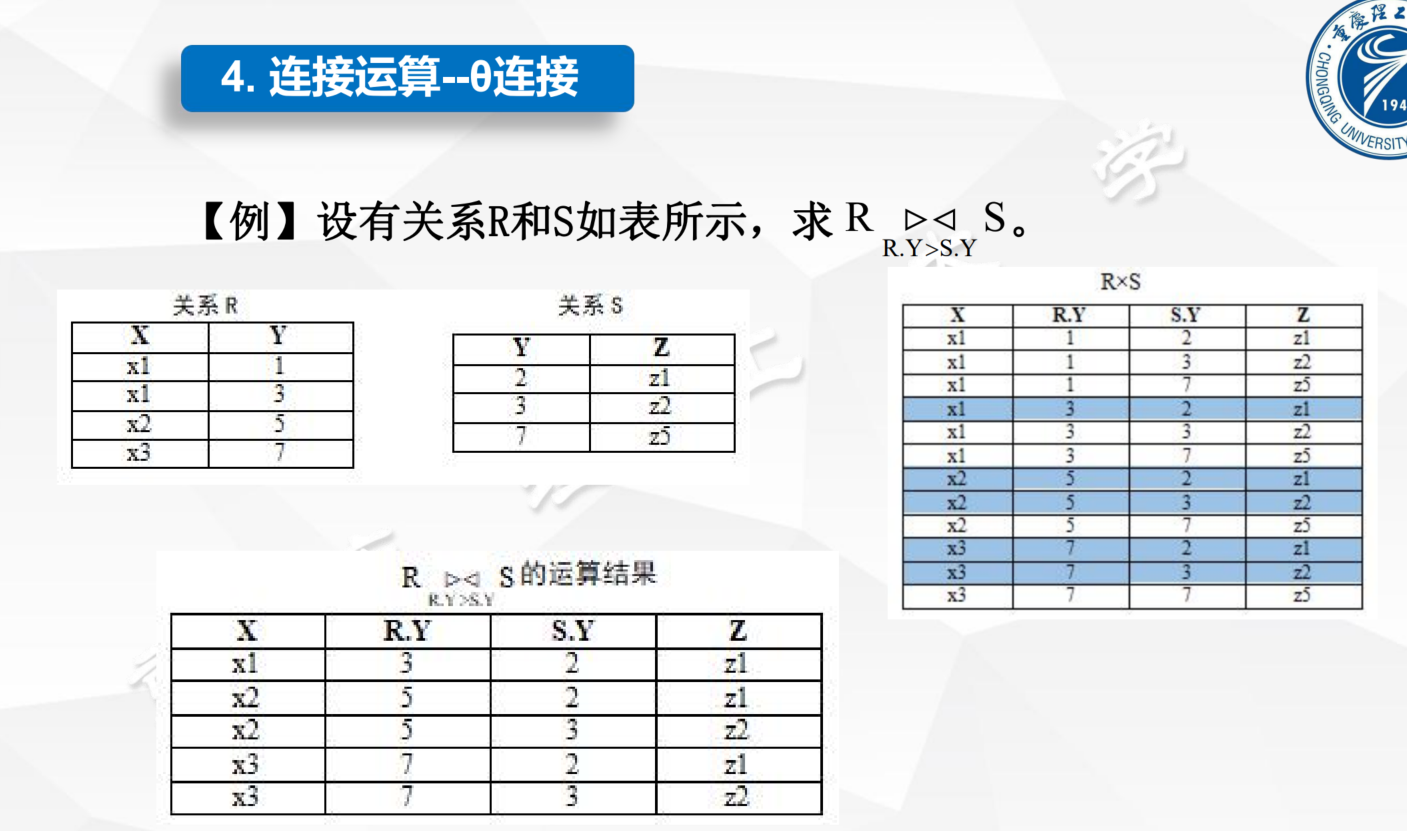 4. 连接运算--θ连接
重庆理工
CHONGQING UNIVERSITY
194
【例】设有关系R和S如表所示，求 R ⋈ S。
R.Y>S.Y
关系 R
X Y
x1 1
x1 3
x2 5
x3 7
关系 S
Y Z
2 z1
3 z2
7 z5
R×S
X R.Y S.Y Z
x1 1 2 z1
x1 1 3 z2
x1 1 7 z5
x1 3 2 z1
x1 3 3 z2
x1 3 7 z5
x2 5 2 z1
x2 5 3 z2
x2 5 7 z5
x3 7 2 z1
x3 7 3 z2
x3 7 7 z5
R ⋈ S的运算结果
R.Y>S.Y
X R.Y S.Y Z
x1 3 2 z1
x2 5 2 z1
x2 5 3 z2
x3 7 2 z1
x3 7 3 z2